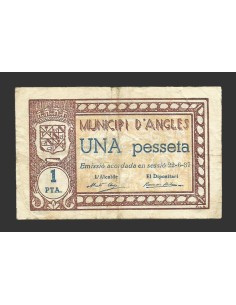 MUNICIPI D'ANGLES
UNA pesseta
Emissió acordada en sessió 22-6-37
L'Alcalde El Dipositari
1
PTA.